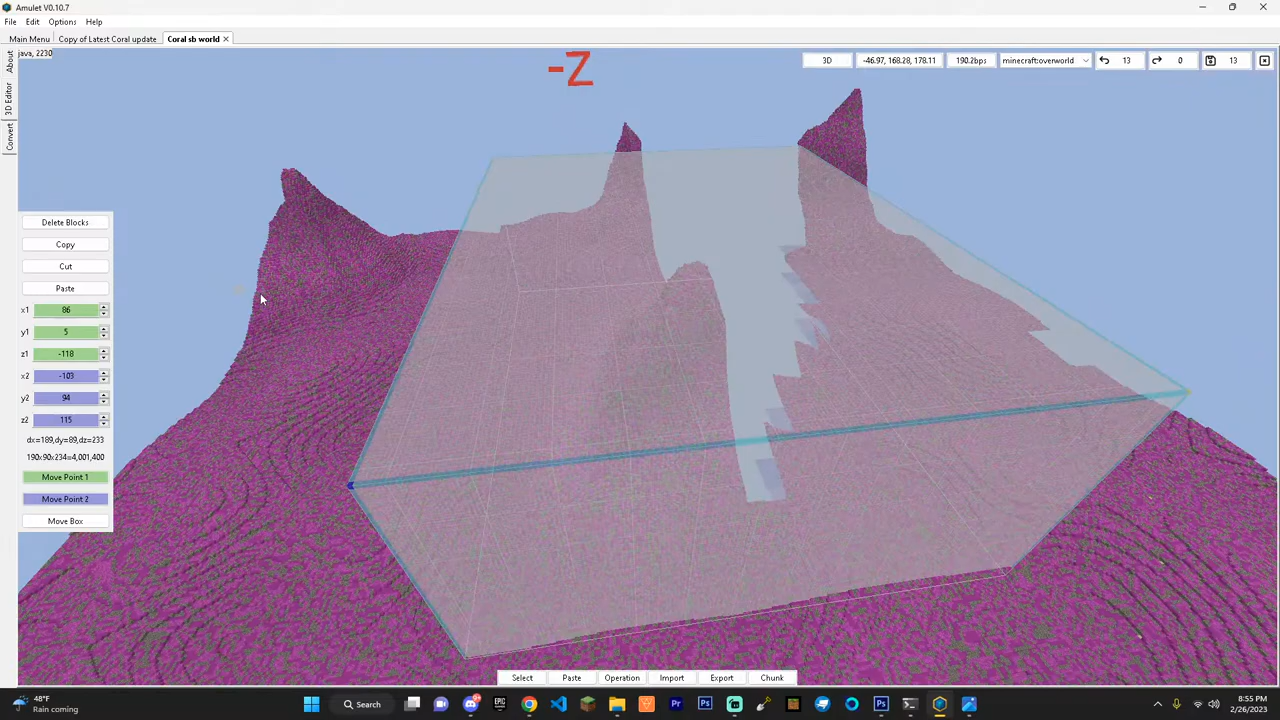 Amulet V0.10.7
File Edit Options Help
Main Menu Copy of Latest Coral update Coral sb world
java, 2230
-Z
3D -46.97, 168.28, 178.11 190.2bps minecraft:overworld 13 0 13
About
3D Editor
Convert
Delete Blocks
Copy
Cut
Paste
x1 86
y1 5
z1 -118
x2 -103
y2 94
z2 115
dx=189,dy=89,dz=233
190x90x234=4,001,400
Move Point 1
Move Point 2
Move Box
Select Paste Operation Import Export Chunk
48°F
Rain coming
Search
8:55 PM
2/26/2023